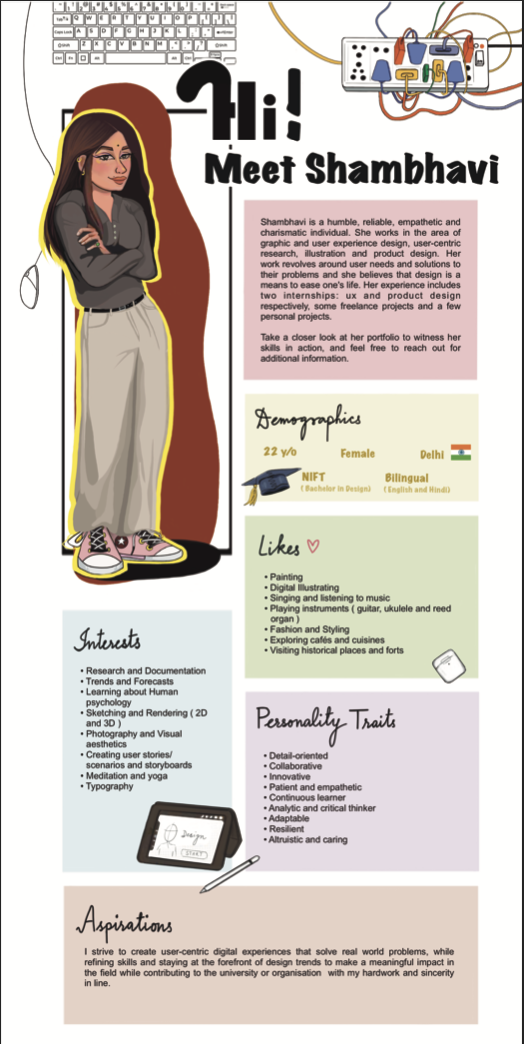 Hi!
Meet Shambhavi
Shambhavi is a humble, reliable, empathetic and
charismatic individual. She works in the area of
graphic and user experience design, user-centric
research, illustration and product design. Her
work revolves around user needs and solutions to
their problems and she believes that design is a
means to ease one's life. Her experience includes
two internships: ux and product design
respectively, some freelance projects and a few
personal projects.
Take a closer look at her portfolio to witness her
skills in action, and feel free to reach out for
additional information.
Demographics
22 y/o
Female
Delhi
NIFT
( Bachelor in Design)
Bilingual
( English and Hindi)
Likes
• Painting
• Digital Illustrating
• Singing and listening to music
• Playing instruments ( guitar, ukulele and reed
organ )
• Fashion and Styling
• Exploring cafés and cuisines
• Visiting historical places and forts
Interests
• Research and Documentation
• Trends and Forecasts
• Learning about Human
psychology
• Sketching and Rendering ( 2D
and 3D )
• Photography and Visual
aesthetics
• Creating user stories/
scenarios and storyboards
• Meditation and yoga
• Typography
Design
START
Personality Traits
• Detail-oriented
• Collaborative
• Innovative
• Patient and empathetic
• Continuous learner
• Analytic and critical thinker
• Adaptable
• Resilient
• Altruistic and caring
Aspirations
I strive to create user-centric digital experiences that solve real world problems, while
refining skills and staying at the forefront of design trends to make a meaningful impact in
the field while contributing to the university or organisation with my hardwork and sincerity
in line.